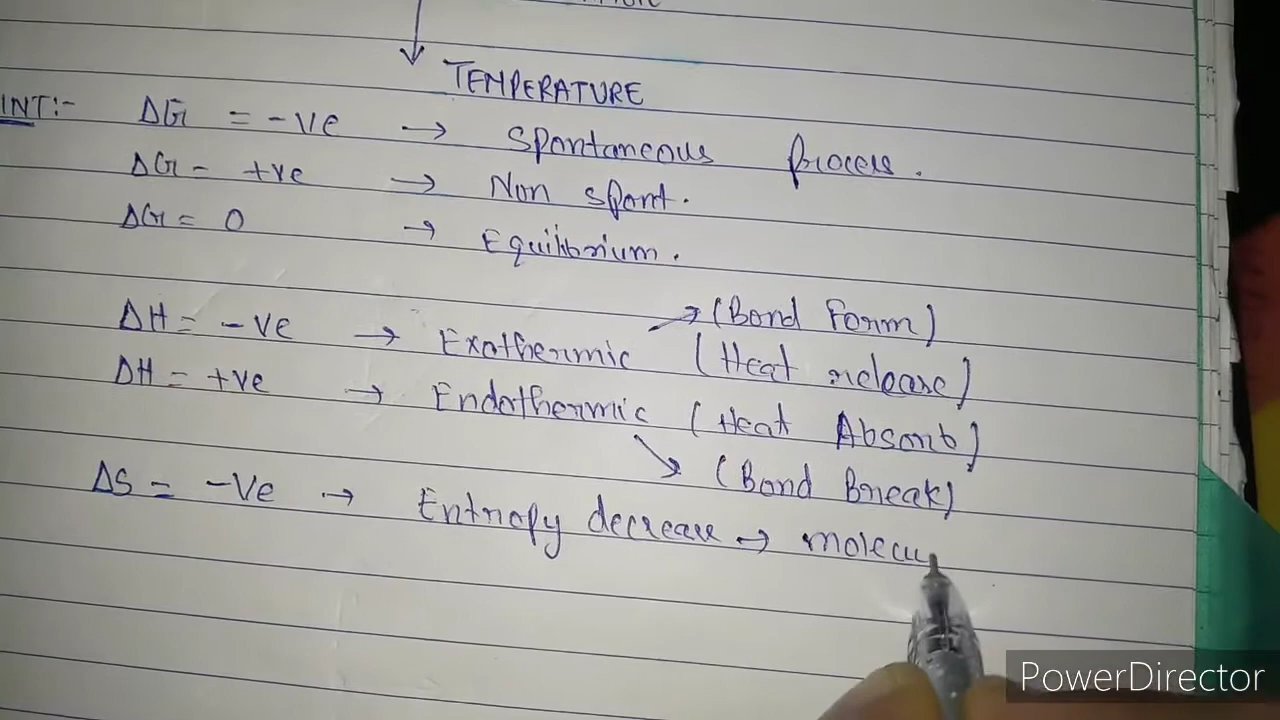 TEMPERATURE
INT:- ΔG = -ve → Spontaneous process.
ΔG = +ve → Non spont.
ΔG = 0 → Equilibrium.
→ (Bond Form)
ΔH = -ve → Exothermic (Heat release)
ΔH = +ve → Endothermic (Heat Absorb)
→ (Bond Break)
ΔS = -ve → Entropy decrease → molecu
PowerDirector